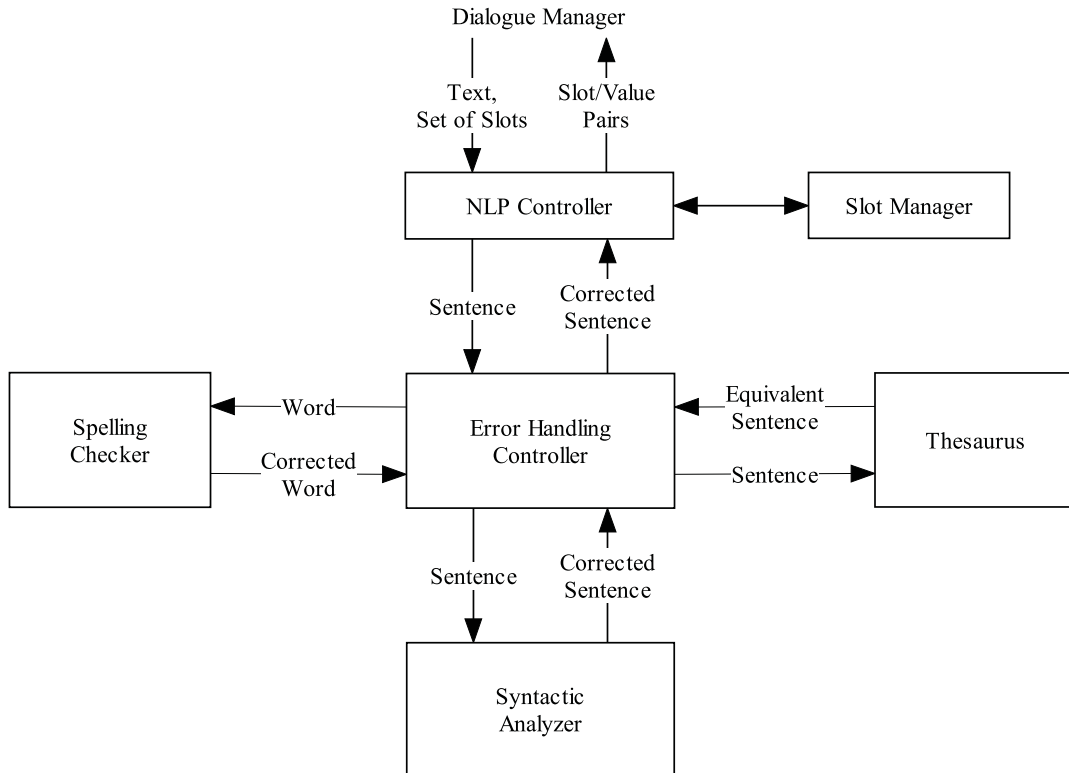 Dialogue Manager
Text,
Set of Slots
Slot/Value
Pairs
NLP Controller
Slot Manager
Sentence
Corrected
Sentence
Spelling
Checker
Word
Corrected
Word
Error Handling
Controller
Equivalent
Sentence
Sentence
Thesaurus
Sentence
Corrected
Sentence
Syntactic
Analyzer